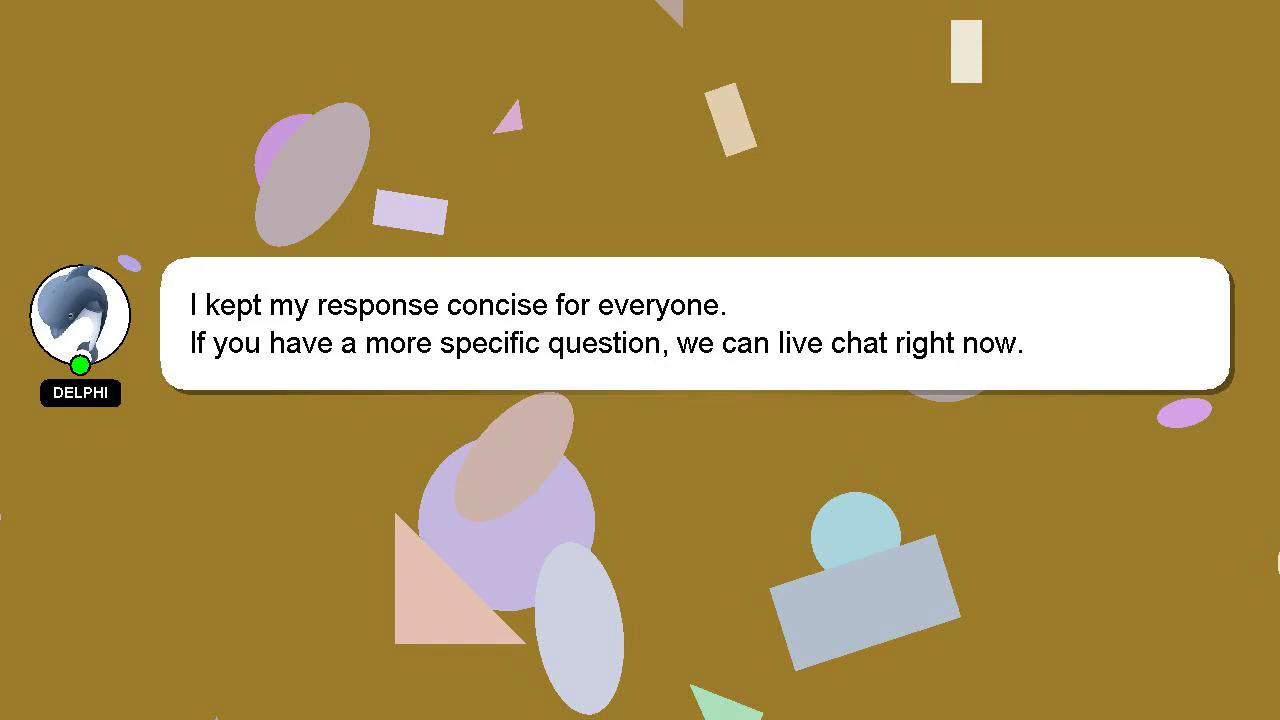 I kept my response concise for everyone.
If you have a more specific question, we can live chat right now.
DELPHI